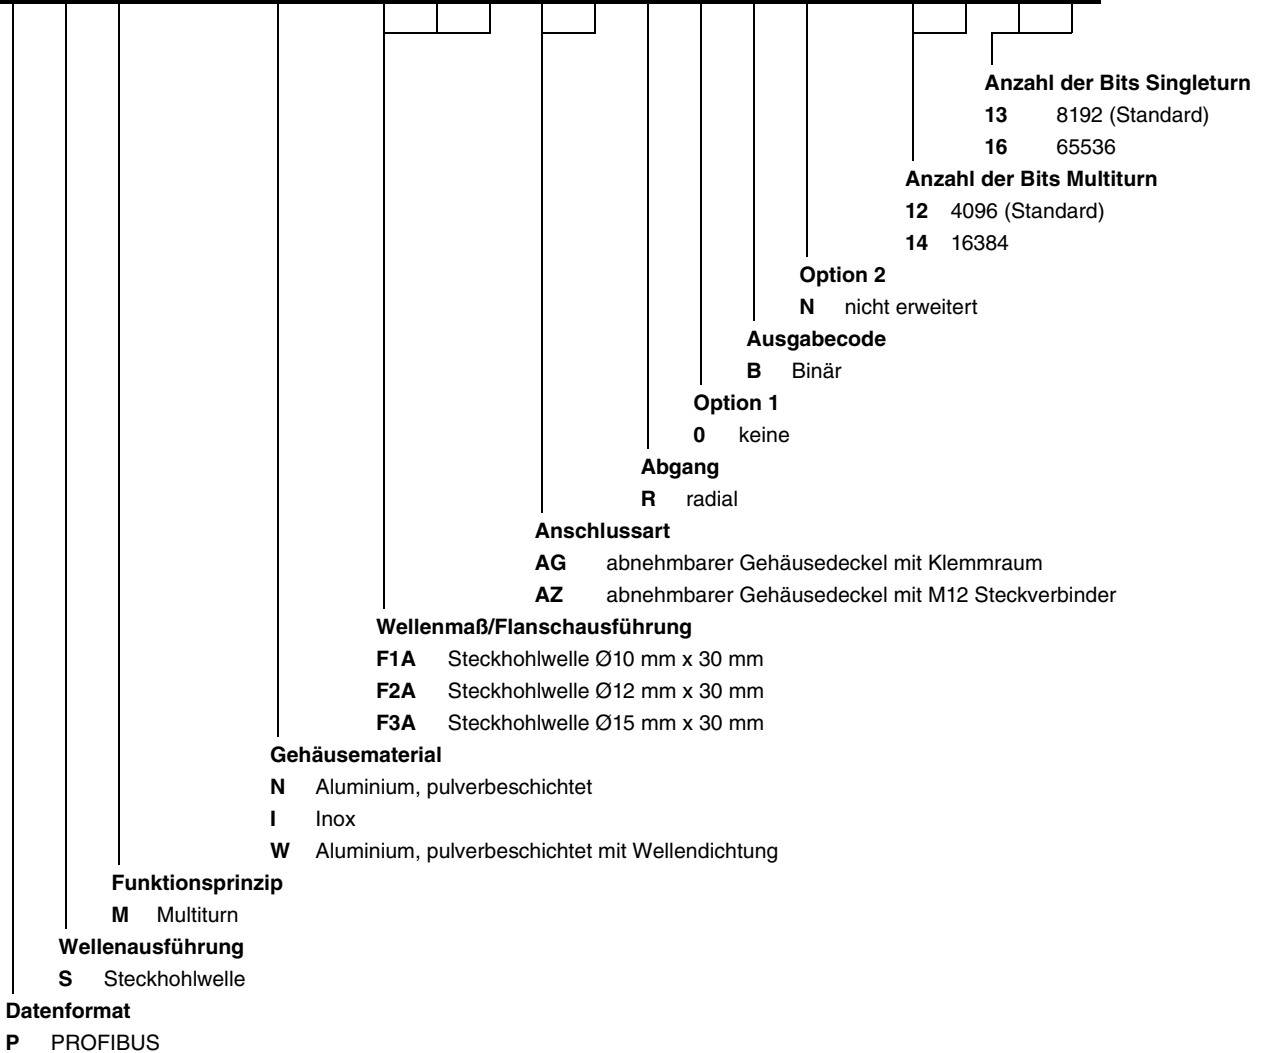 Anzahl der Bits Singleturn
13 8192 (Standard)
16 65536
Anzahl der Bits Multiturn
12 4096 (Standard)
14 16384
Option 2
N nicht erweitert
Ausgabecode
B Binär
Option 1
0 keine
Abgang
R radial
Anschlussart
AG abnehmbarer Gehäusedeckel mit Klemmraum
AZ abnehmbarer Gehäusedeckel mit M12 Steckverbinder
Wellenmaß/Flanschausführung
F1A Steckhohlwelle Ø10 mm x 30 mm
F2A Steckhohlwelle Ø12 mm x 30 mm
F3A Steckhohlwelle Ø15 mm x 30 mm
Gehäusematerial
N Aluminium, pulverbeschichtet
I Inox
W Aluminium, pulverbeschichtet mit Wellendichtung
Funktionsprinzip
M Multiturn
Wellenausführung
S Steckhohlwelle
Datenformat
P PROFIBUS